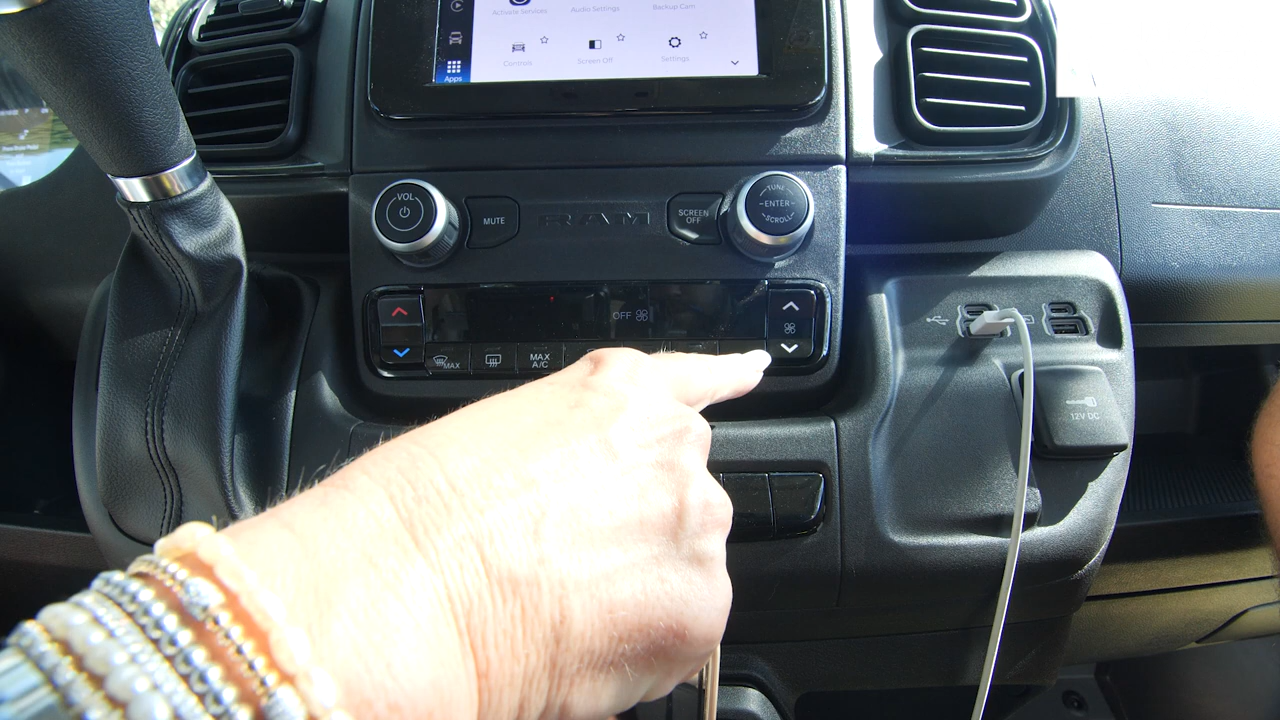 Activate Services
Audio Settings
Backup Cam
Controls
Screen Off
Settings
Apps
VOL
MUTE
RAM
SCREEN
OFF
TUNE
ENTER
SCROLL
OFF
MAX
MAX
A/C
12V DC